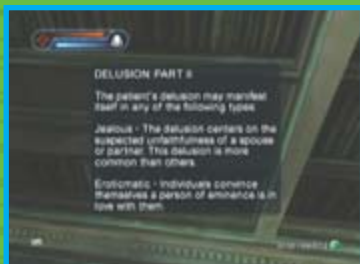 DELUSION PART II
The patient's delusion may manifest
itself in any of the following types
Jealous - The delusion centers on the
suspected unfaithfulness of a spouse
or partner. This delusion is more
common than others.
Erotiomatic - Individuals convince
themselves a person of eminence is in
love with them.